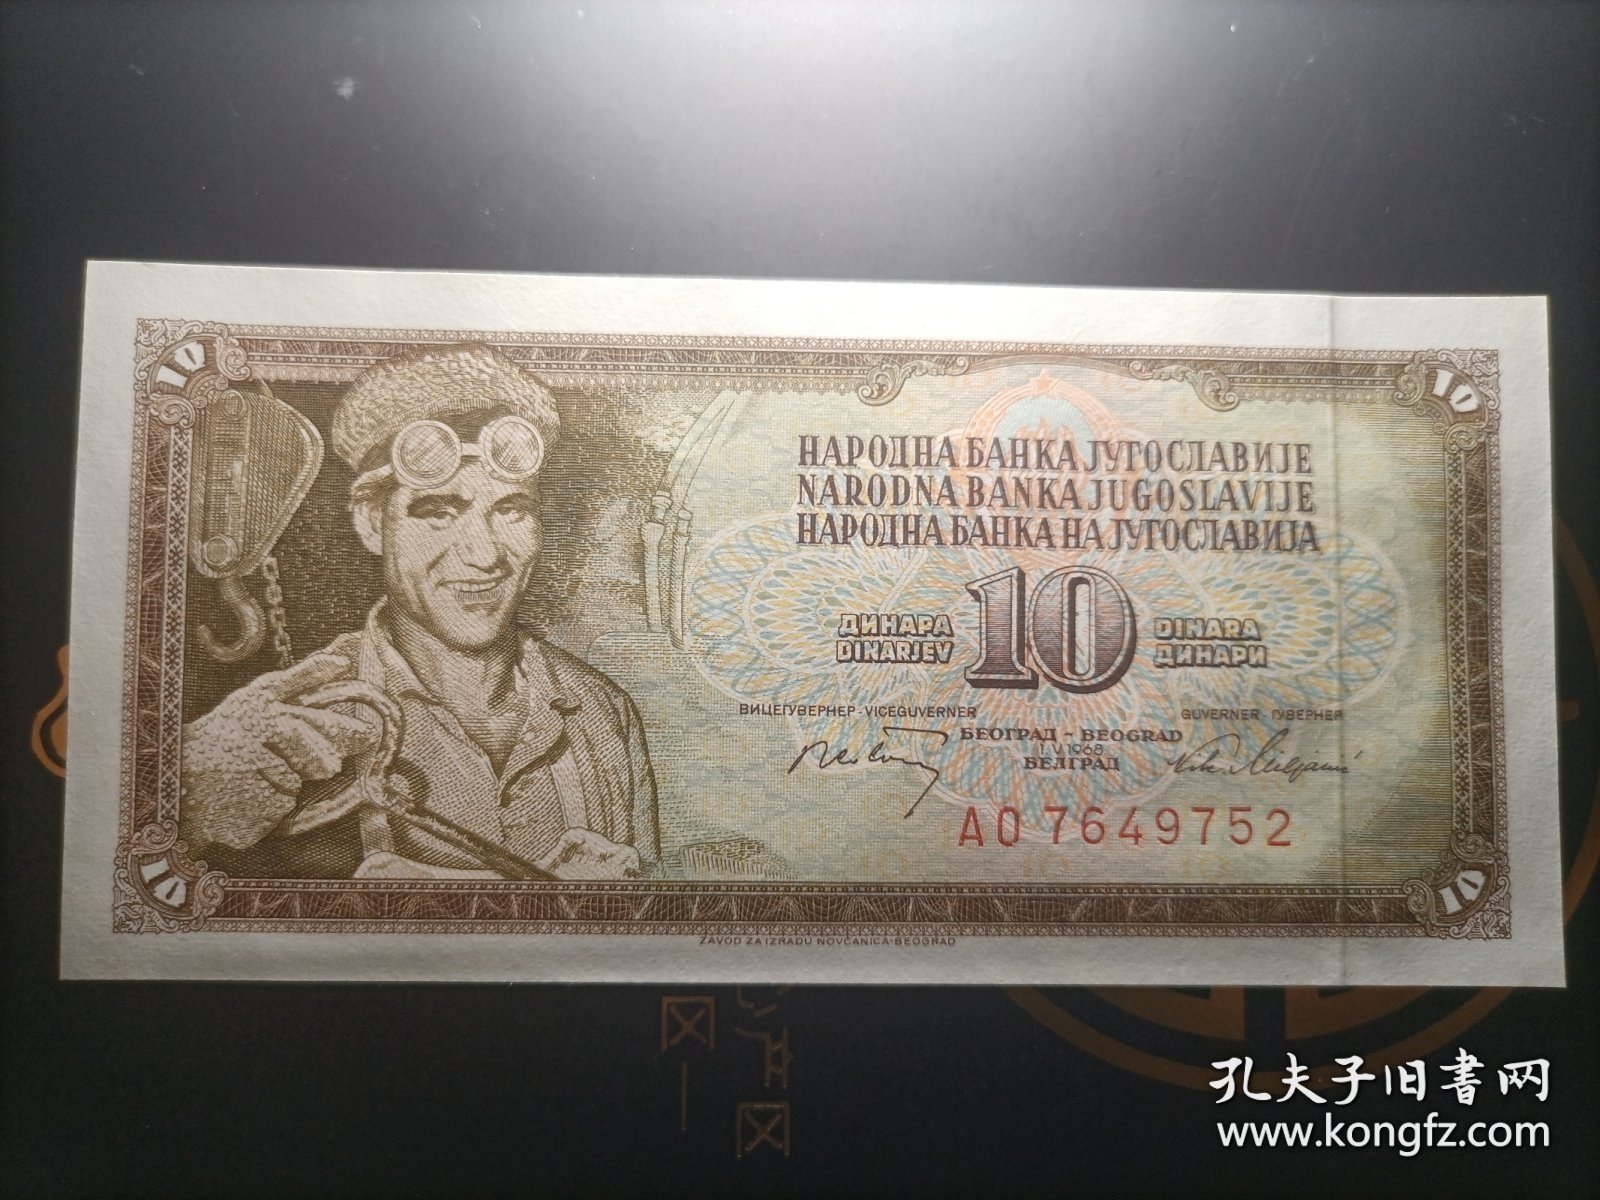 10
10
НАРОДНА БАНКА ЈУГОСЛАВИЈЕ
NARODNA BANKA JUGOSLAVIJE
НАРОДНА БАНКА НА ЈУГОСЛАВИЈА
ДИНАРА
DINARJEV
10
DINARA
ДИНАРИ
ВИЦЕГУВЕРНЕР - VICEGUVERNER
GUVERNER - ГУВЕРНЕР
БЕОГРАД - BEOGRAD
1.V 1968
БЕЛГРАД
AO 7649752
10
10
ZAVOD ZA IZRADU NOVČANICA-BEOGRAD
孔夫子旧书网
www.kongfz.com